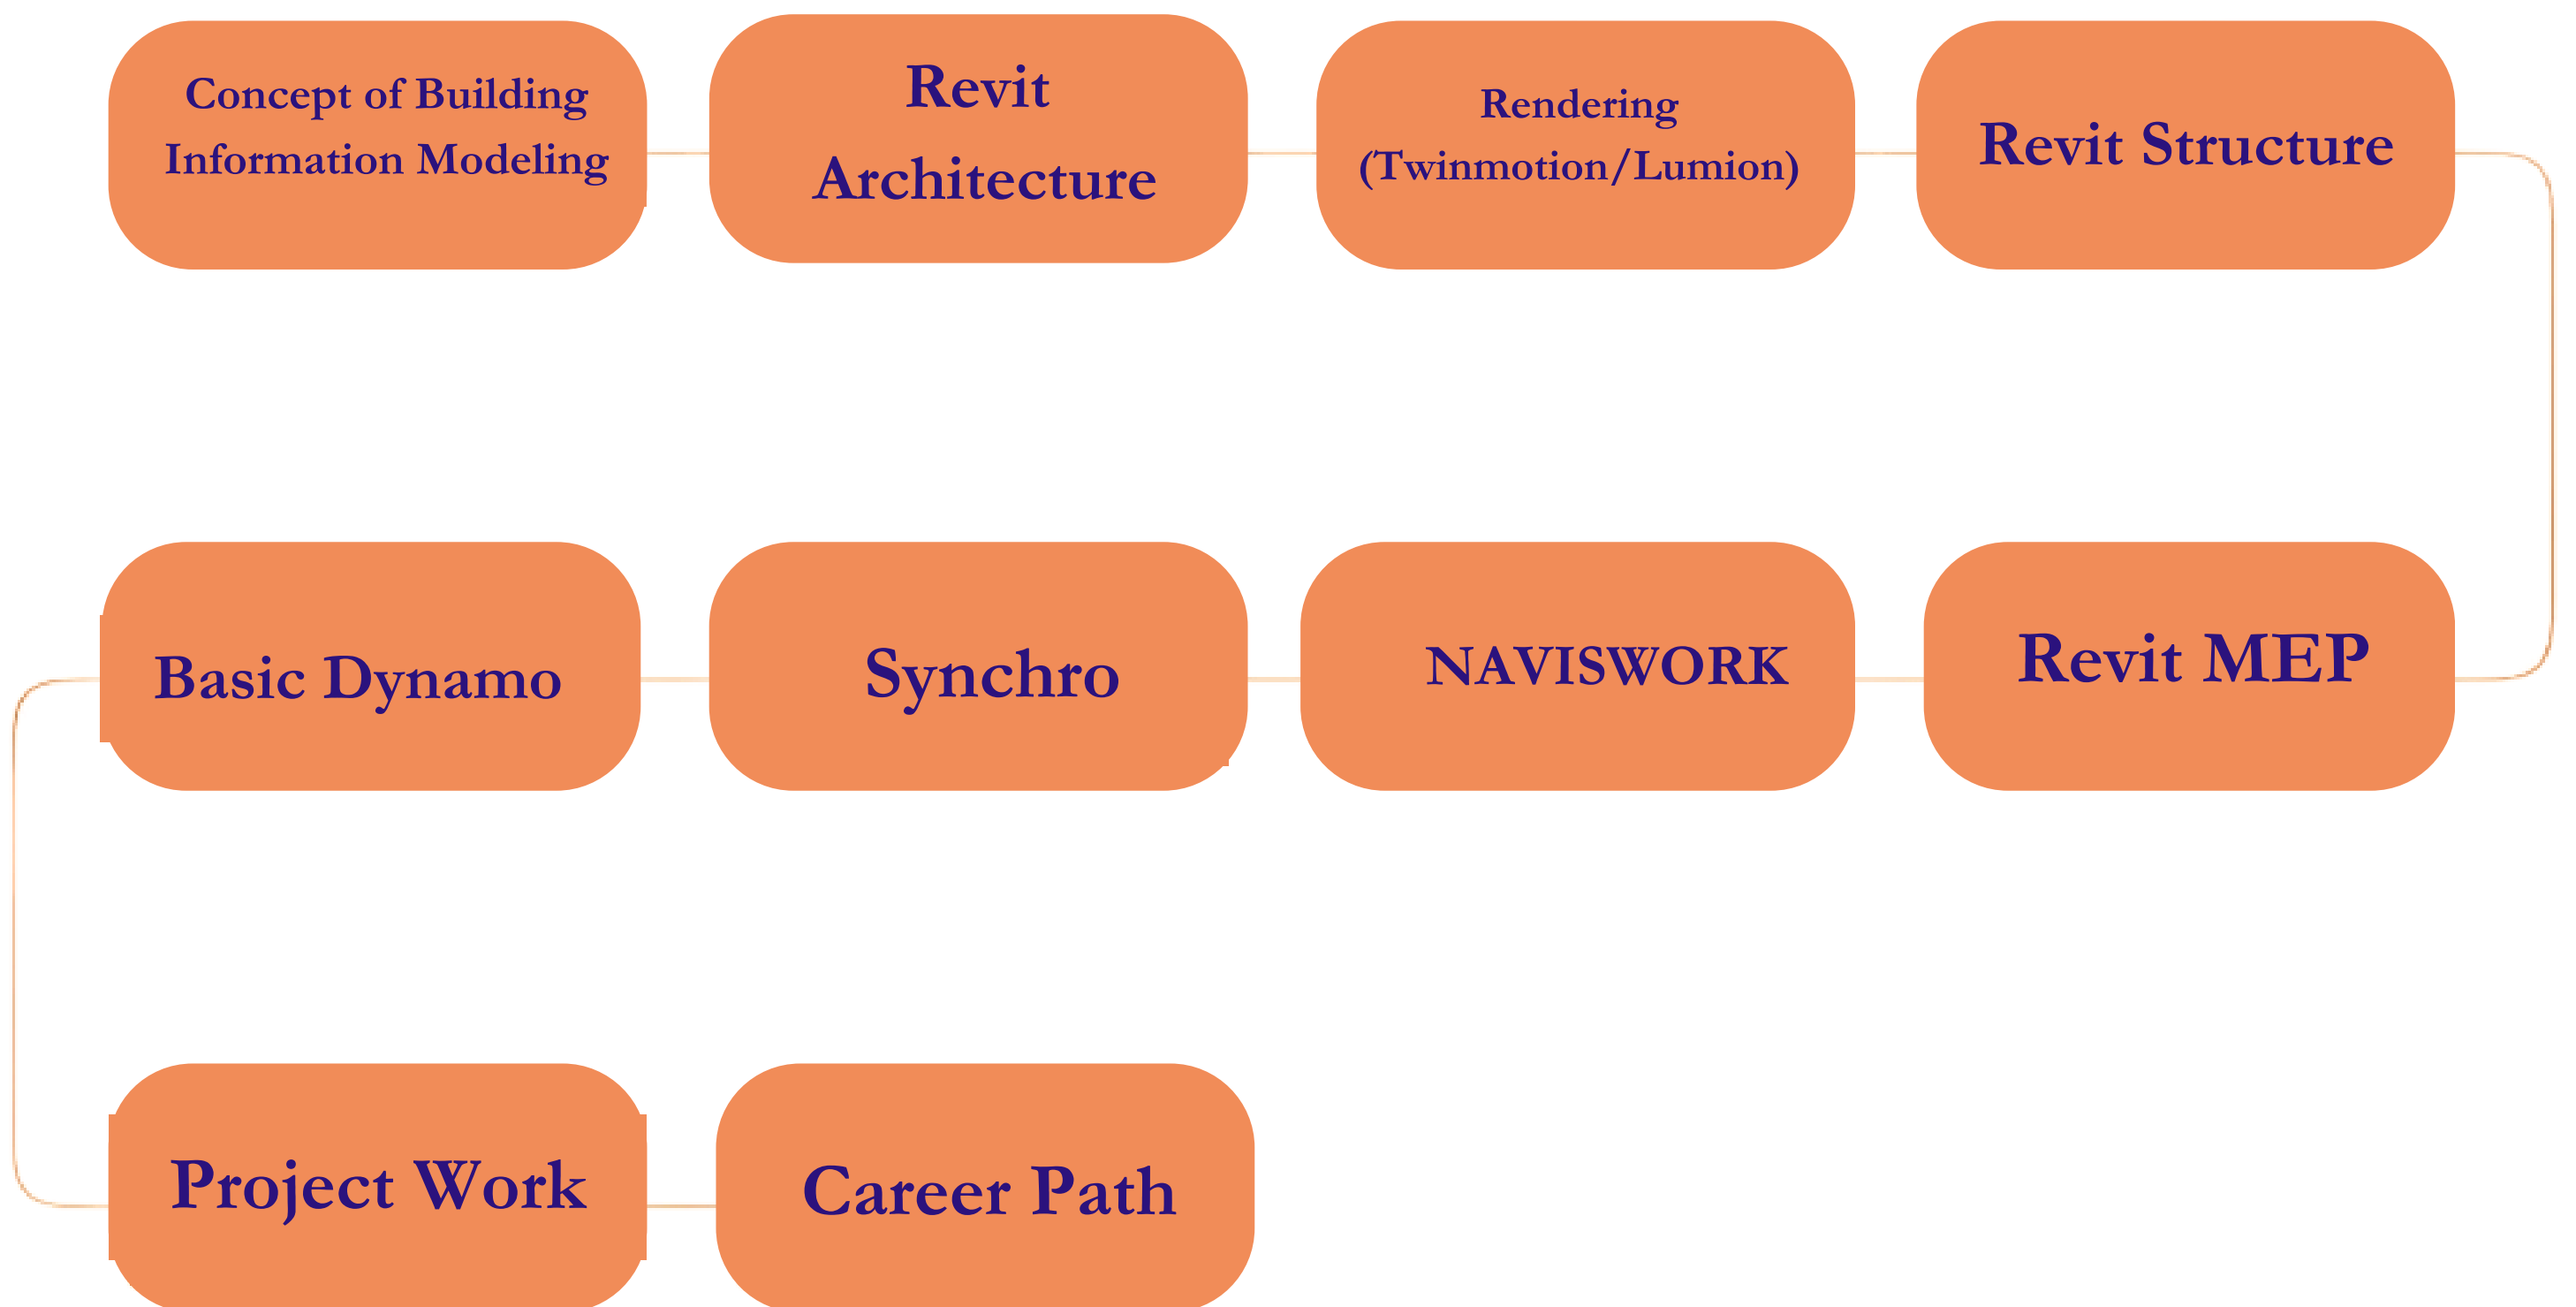 Concept of Building
Information Modeling
Revit
Architecture
Rendering
(Twinmotion/Lumion)
Revit Structure
Revit MEP
NAVISWORK
Synchro
Basic Dynamo
Project Work
Career Path